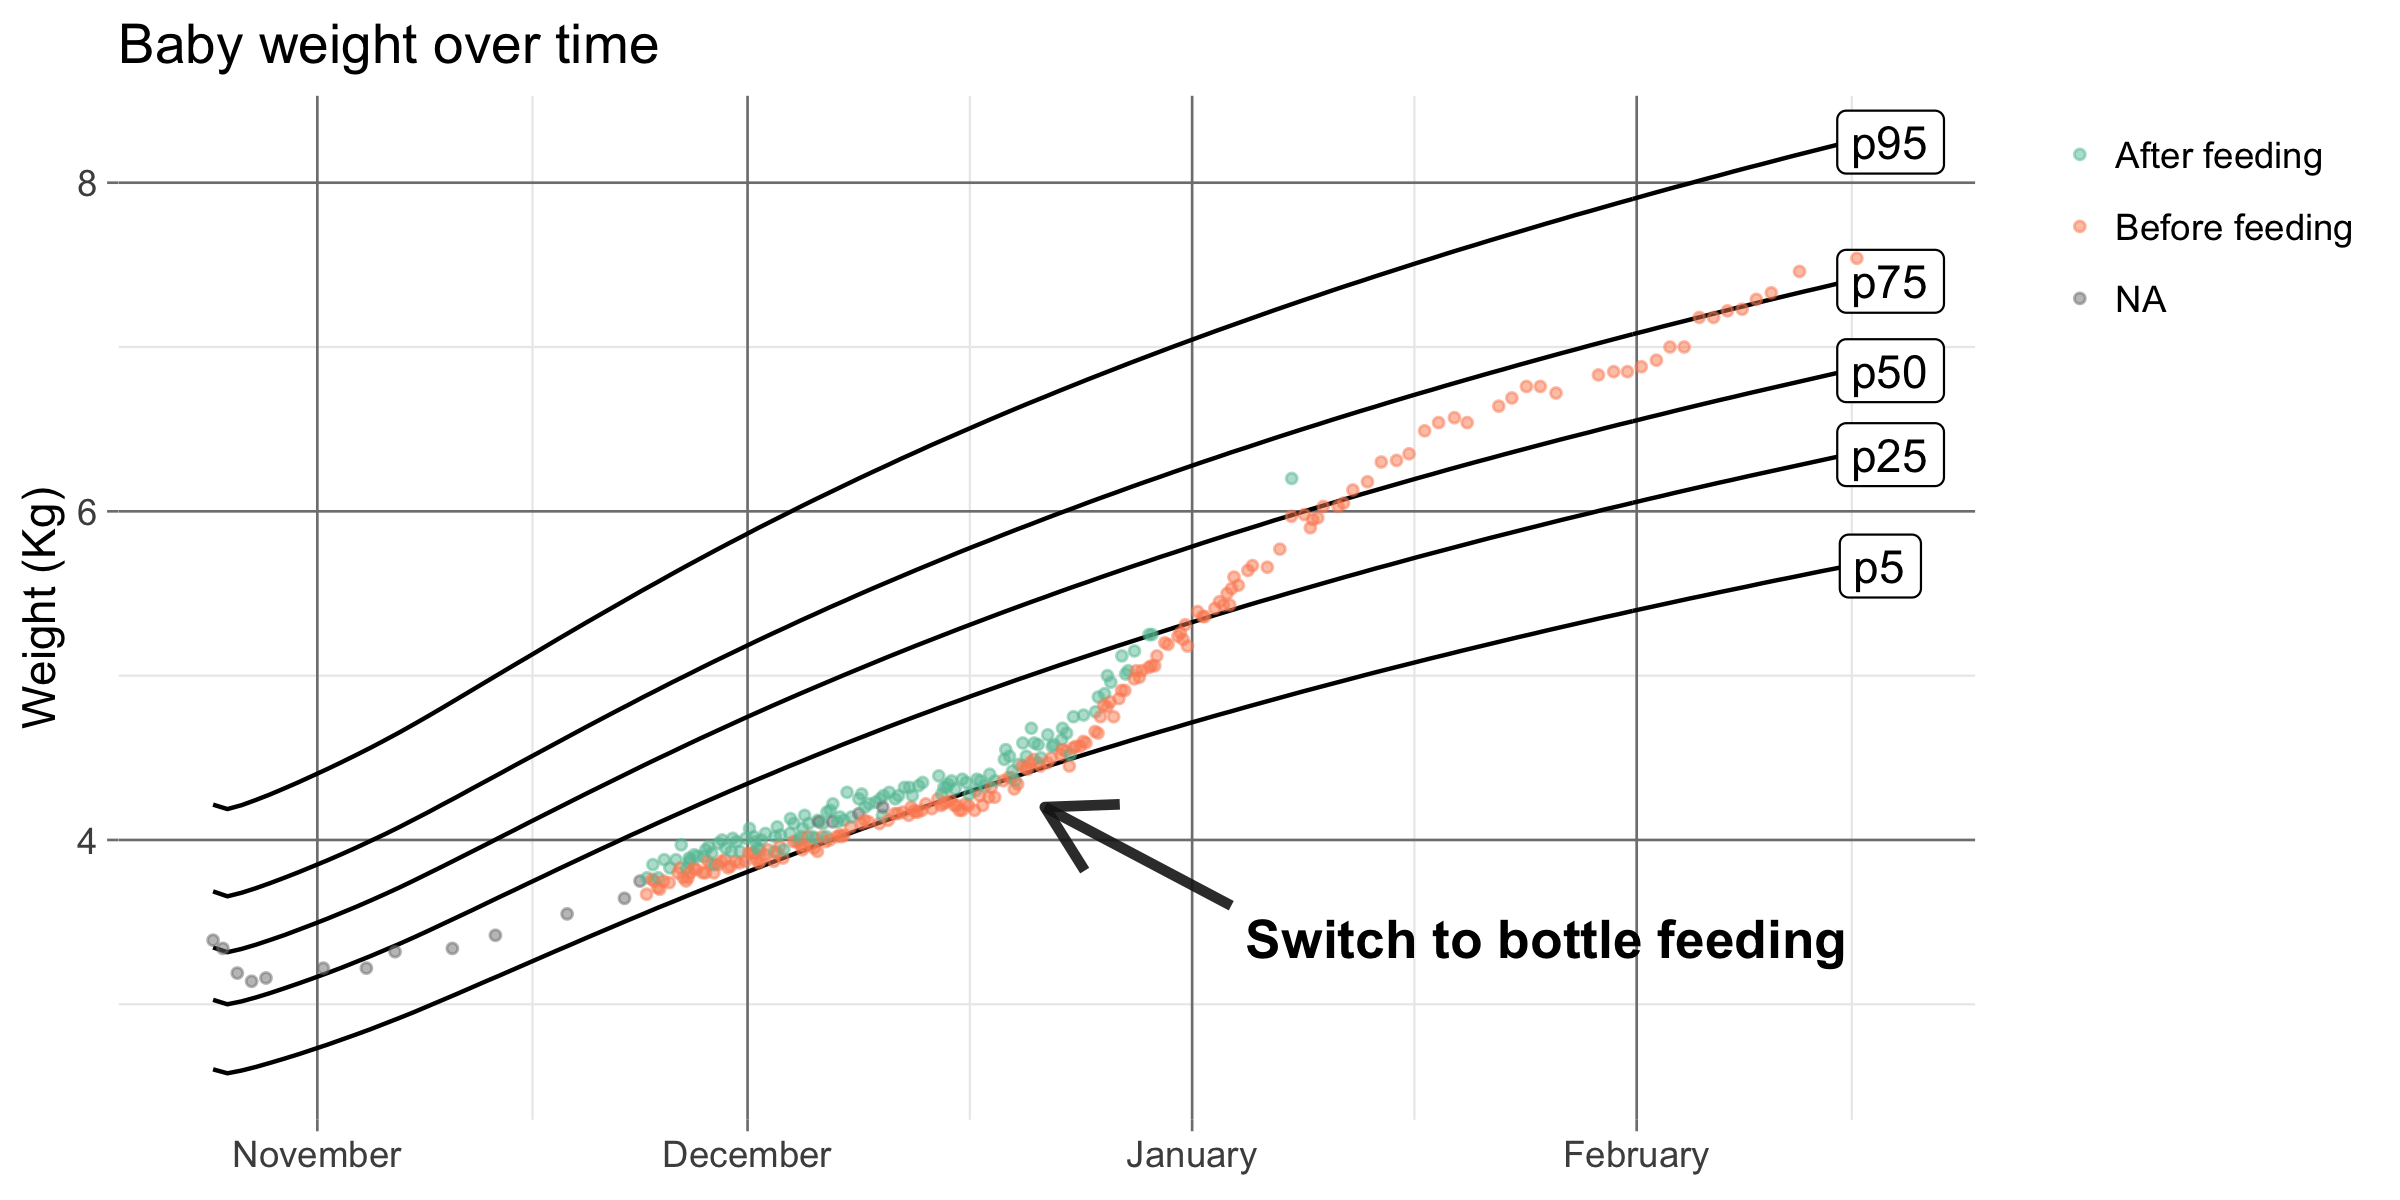 Baby weight over time
Weight (Kg)
8
6
4
November
December
January
February
p95
p75
p50
p25
p5
Switch to bottle feeding
After feeding
Before feeding
NA